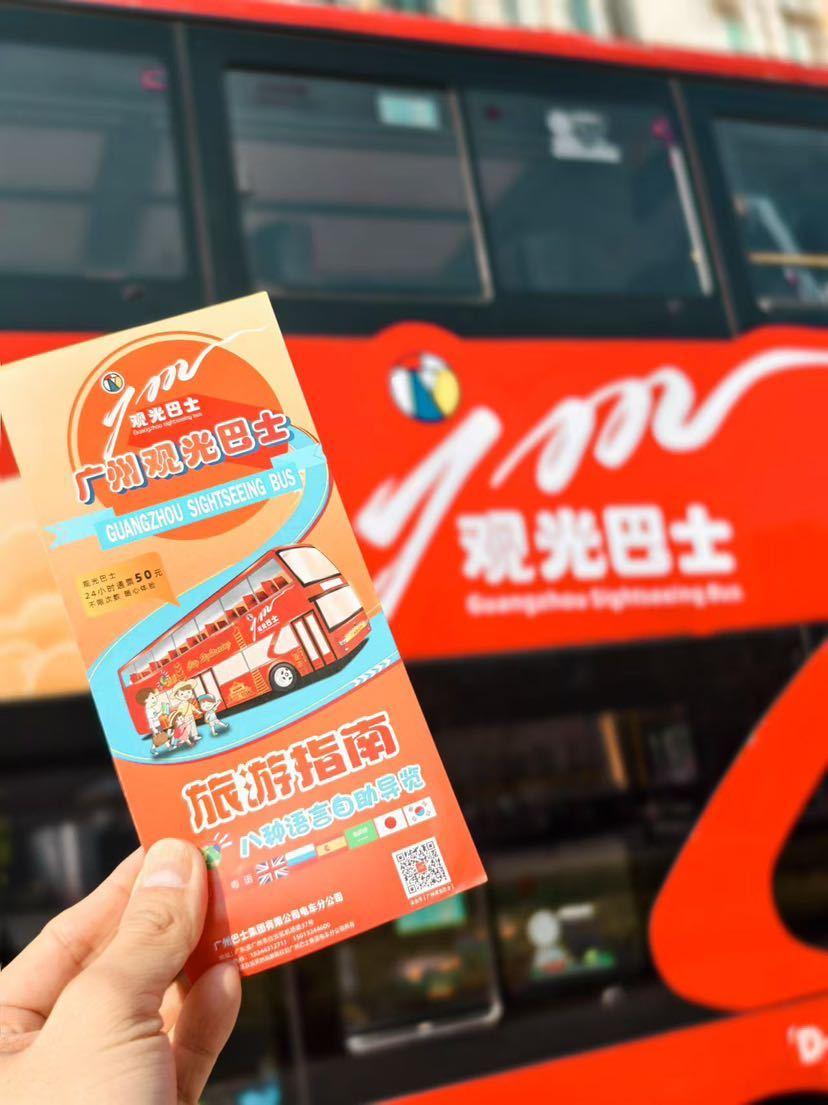 观光巴士
Guangzhou Sightseeing Bus
广州观光巴士
GUANGZHOU SIGHTSEEING BUS
观光巴士
24小时通票50元
不限次数 随心体验
旅游指南
八种语言自助导览
粤语
广州巴士集团有限公司电车分公司
观光巴士
Guangzhou Sightseeing Bus